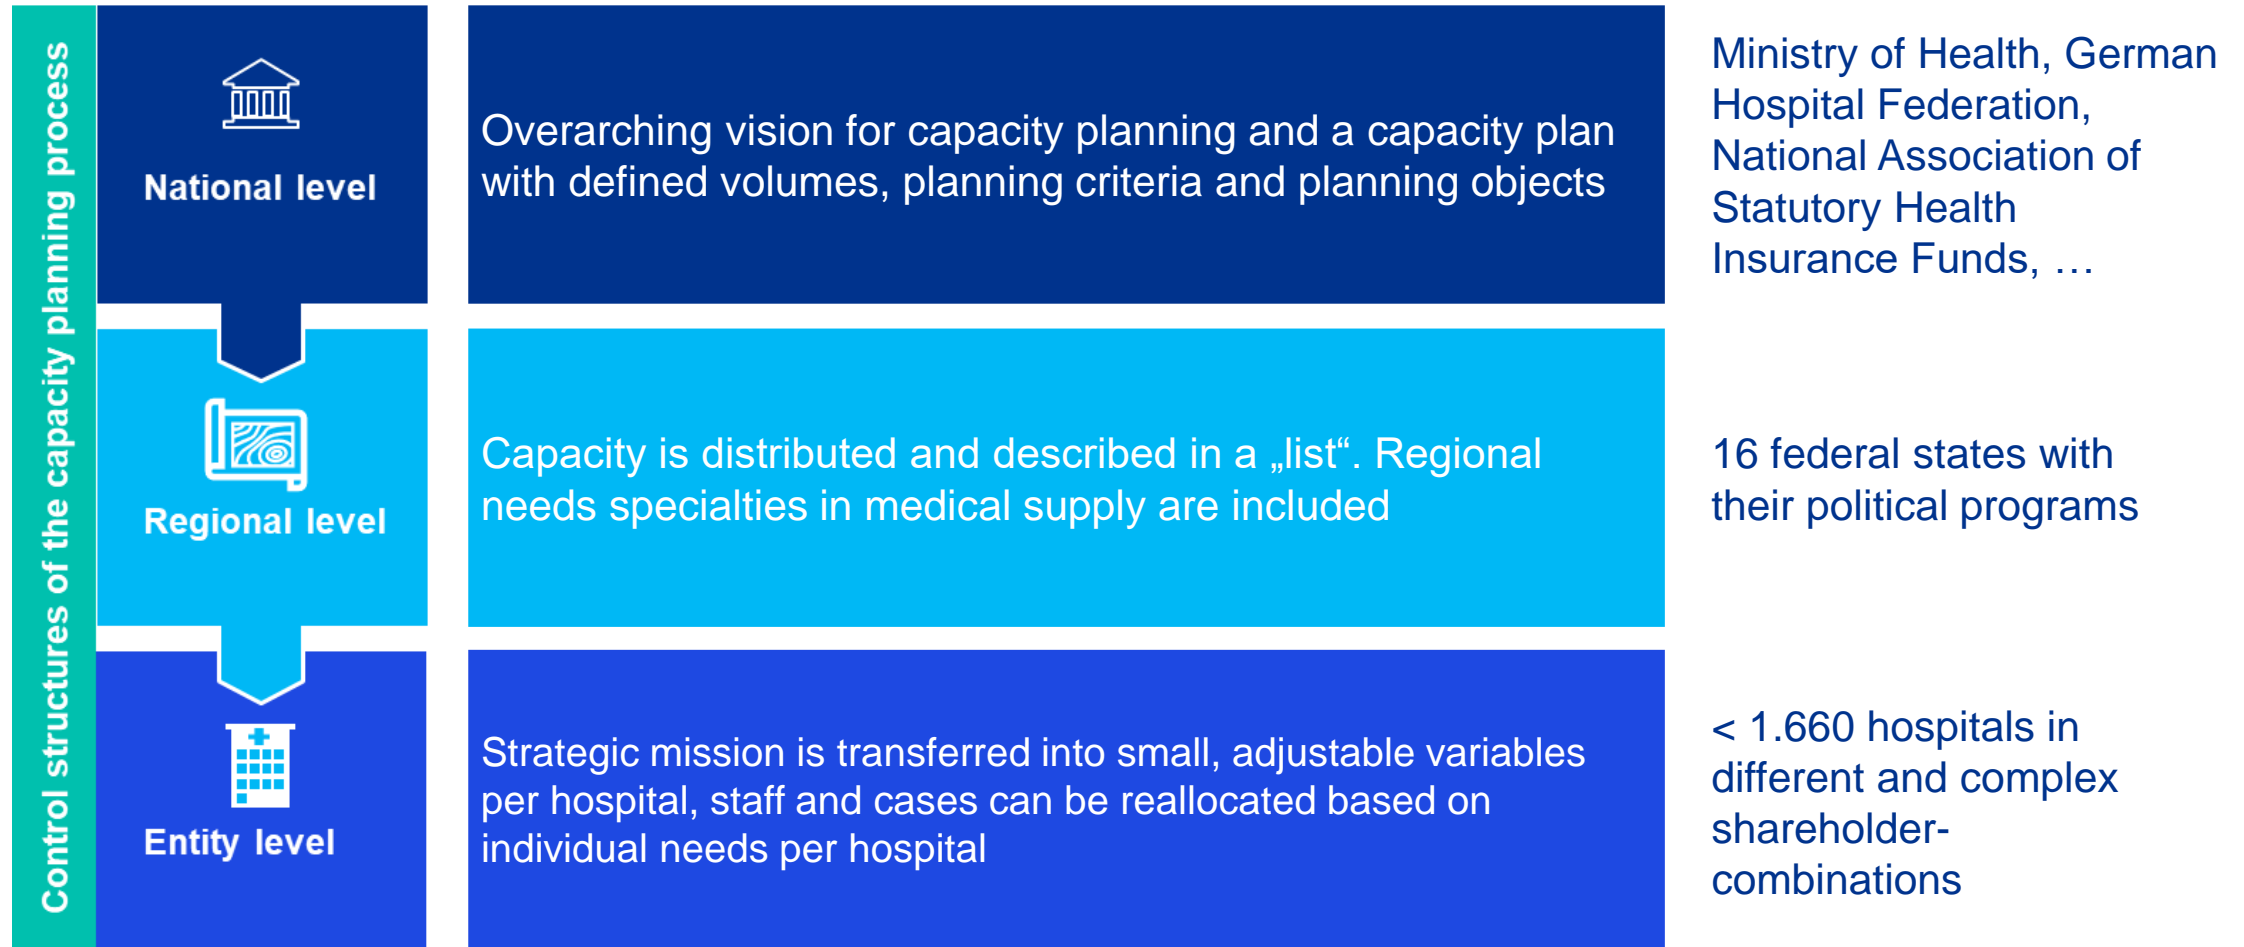 Control structures of the capacity planning process
National level
Overarching vision for capacity planning and a capacity plan
with defined volumes, planning criteria and planning objects
Ministry of Health, German
Hospital Federation,
National Association of
Statutory Health
Insurance Funds, …
Regional level
Capacity is distributed and described in a „list“. Regional
needs specialties in medical supply are included
16 federal states with
their political programs
Entity level
Strategic mission is transferred into small, adjustable variables
per hospital, staff and cases can be reallocated based on
individual needs per hospital
< 1.660 hospitals in
different and complex
shareholder-
combinations